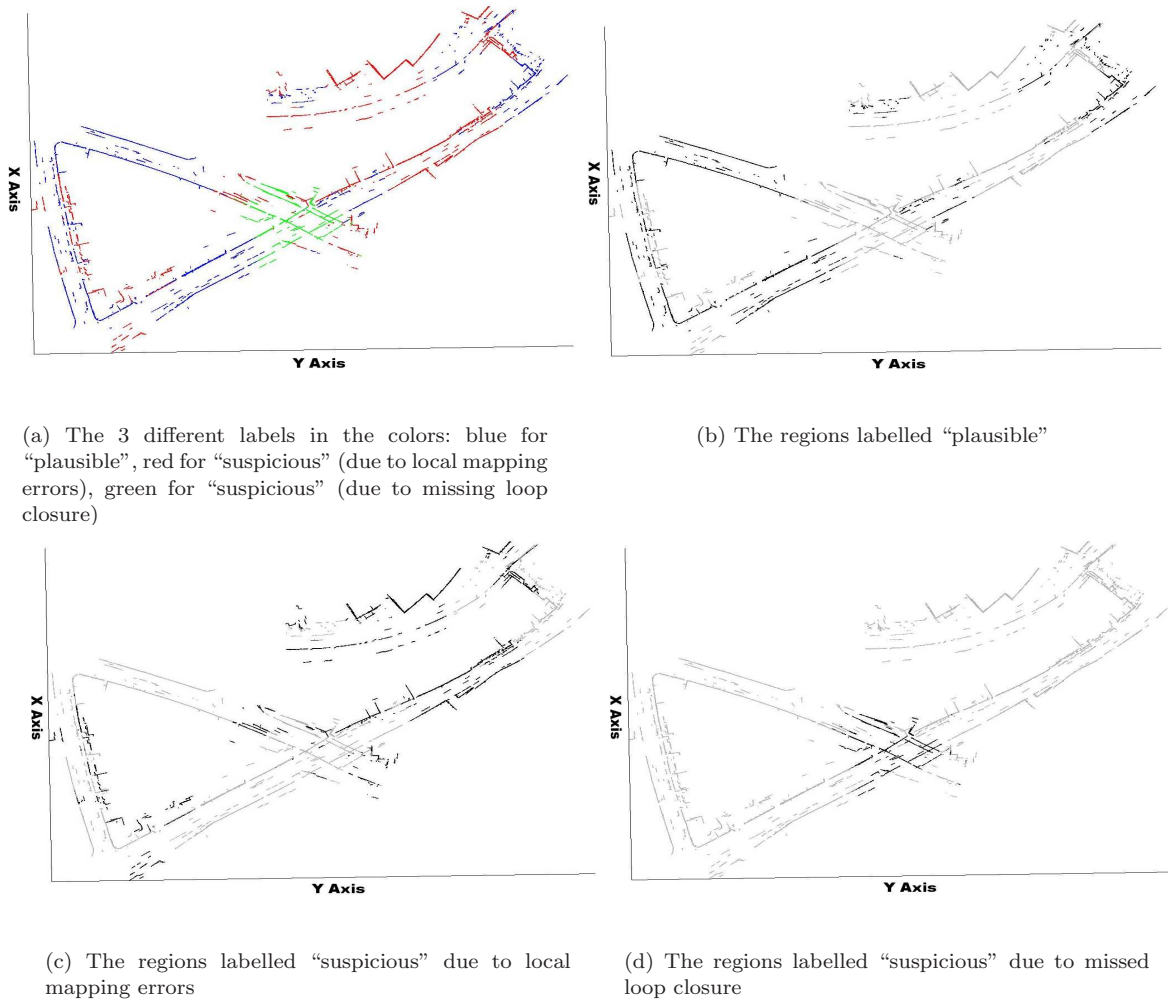 X Axis
Y Axis
X Axis
Y Axis
(a) The 3 different labels in the colors: blue for
“plausible”, red for “suspicious” (due to local mapping
errors), green for “suspicious” (due to missing loop
closure)
(b) The regions labelled “plausible”
X Axis
Y Axis
X Axis
Y Axis
(c) The regions labelled “suspicious” due to local
mapping errors
(d) The regions labelled “suspicious” due to missed
loop closure